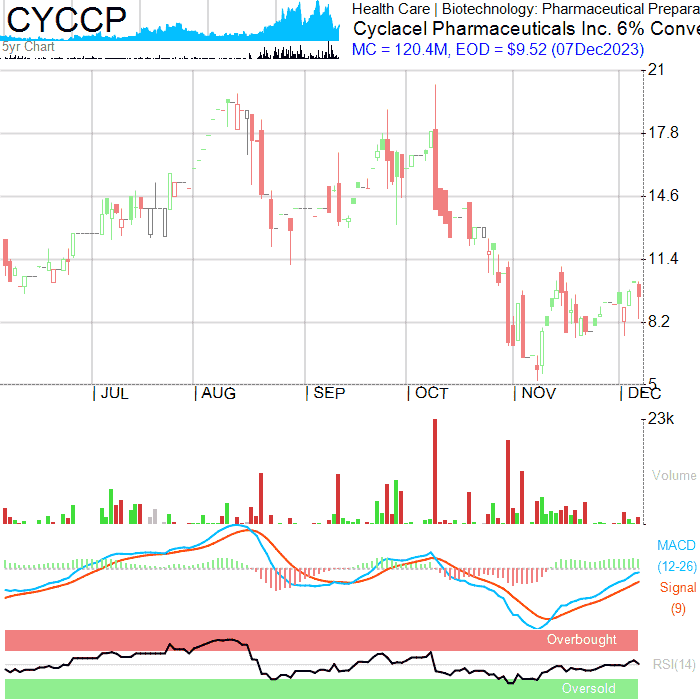 CYCCP
5yr Chart
Health Care | Biotechnology: Pharmaceutical Prepara
Cyclacel Pharmaceuticals Inc. 6% Conve
MC = 120.4M, EOD = $9.52 (07Dec2023)
21
17.8
14.6
11.4
8.2
5
JUL AUG SEP OCT NOV DEC
23k
Volume
MACD
(12-26)
Signal
(9)
Overbought
RSI(14)
Oversold